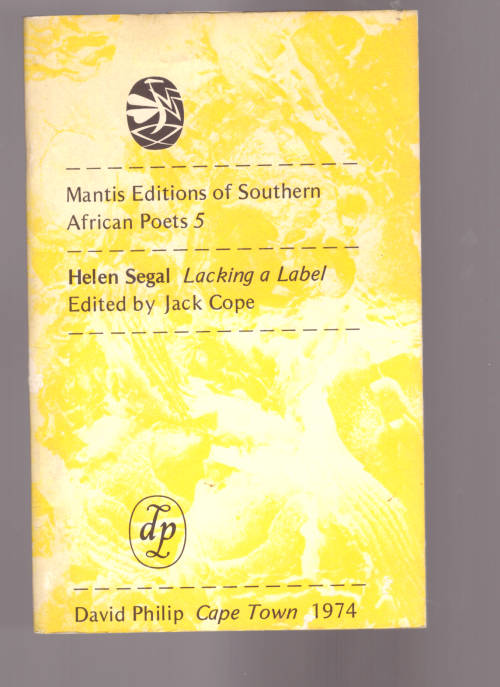 Mantis Editions of Southern
African Poets 5
Helen Segal Lacking a Label
Edited by Jack Cope
dp
David Philip Cape Town 1974